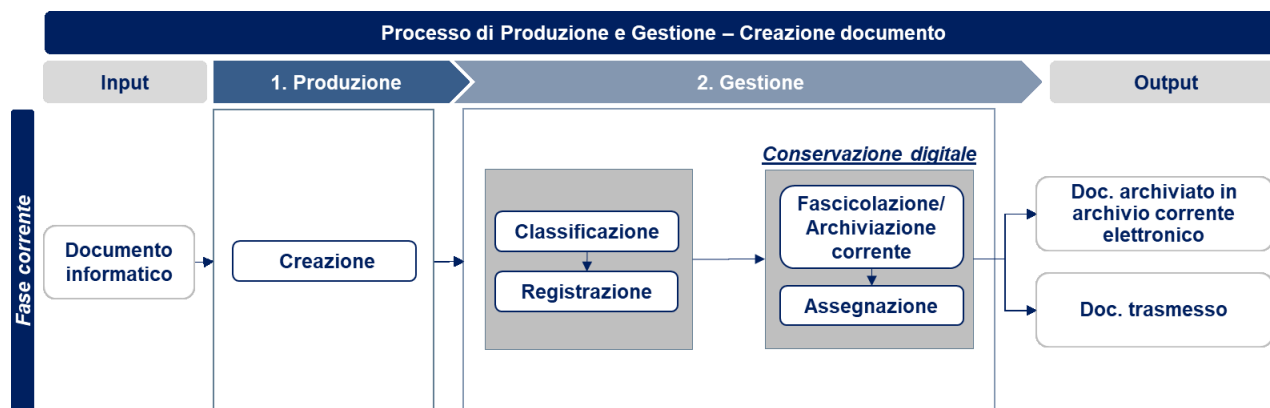 Processo di Produzione e Gestione – Creazione documento
Input
1. Produzione
2. Gestione
Output
Fase corrente
Documento
informatico
Creazione
Classificazione
Registrazione
Conservazione digitale
Fascicolazione/
Archiviazione
corrente
Assegnazione
Doc. archiviato in
archivio corrente
elettronico
Doc. trasmesso